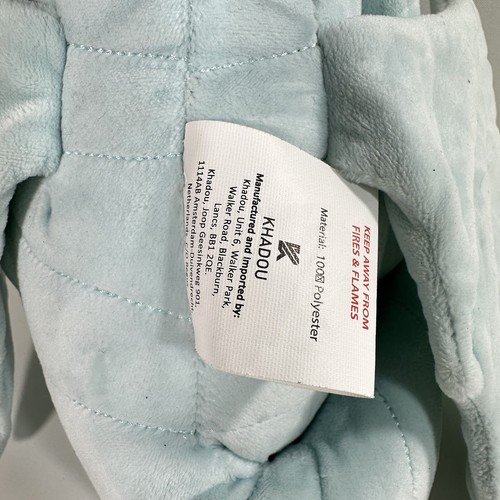 KEEP AWAY FROM
FIRES & FLAMES
Material: 100% Polyester
KHADOU
Manufactured and Imported by:
Khadou, Unit 6, Walker Park,
Walker Road, Blackburn,
Lancs, BB1 2QE.
Khadou, Joop Geesinkweg 901,
1114AB Amsterdam-Duivendrecht,
Netherlands